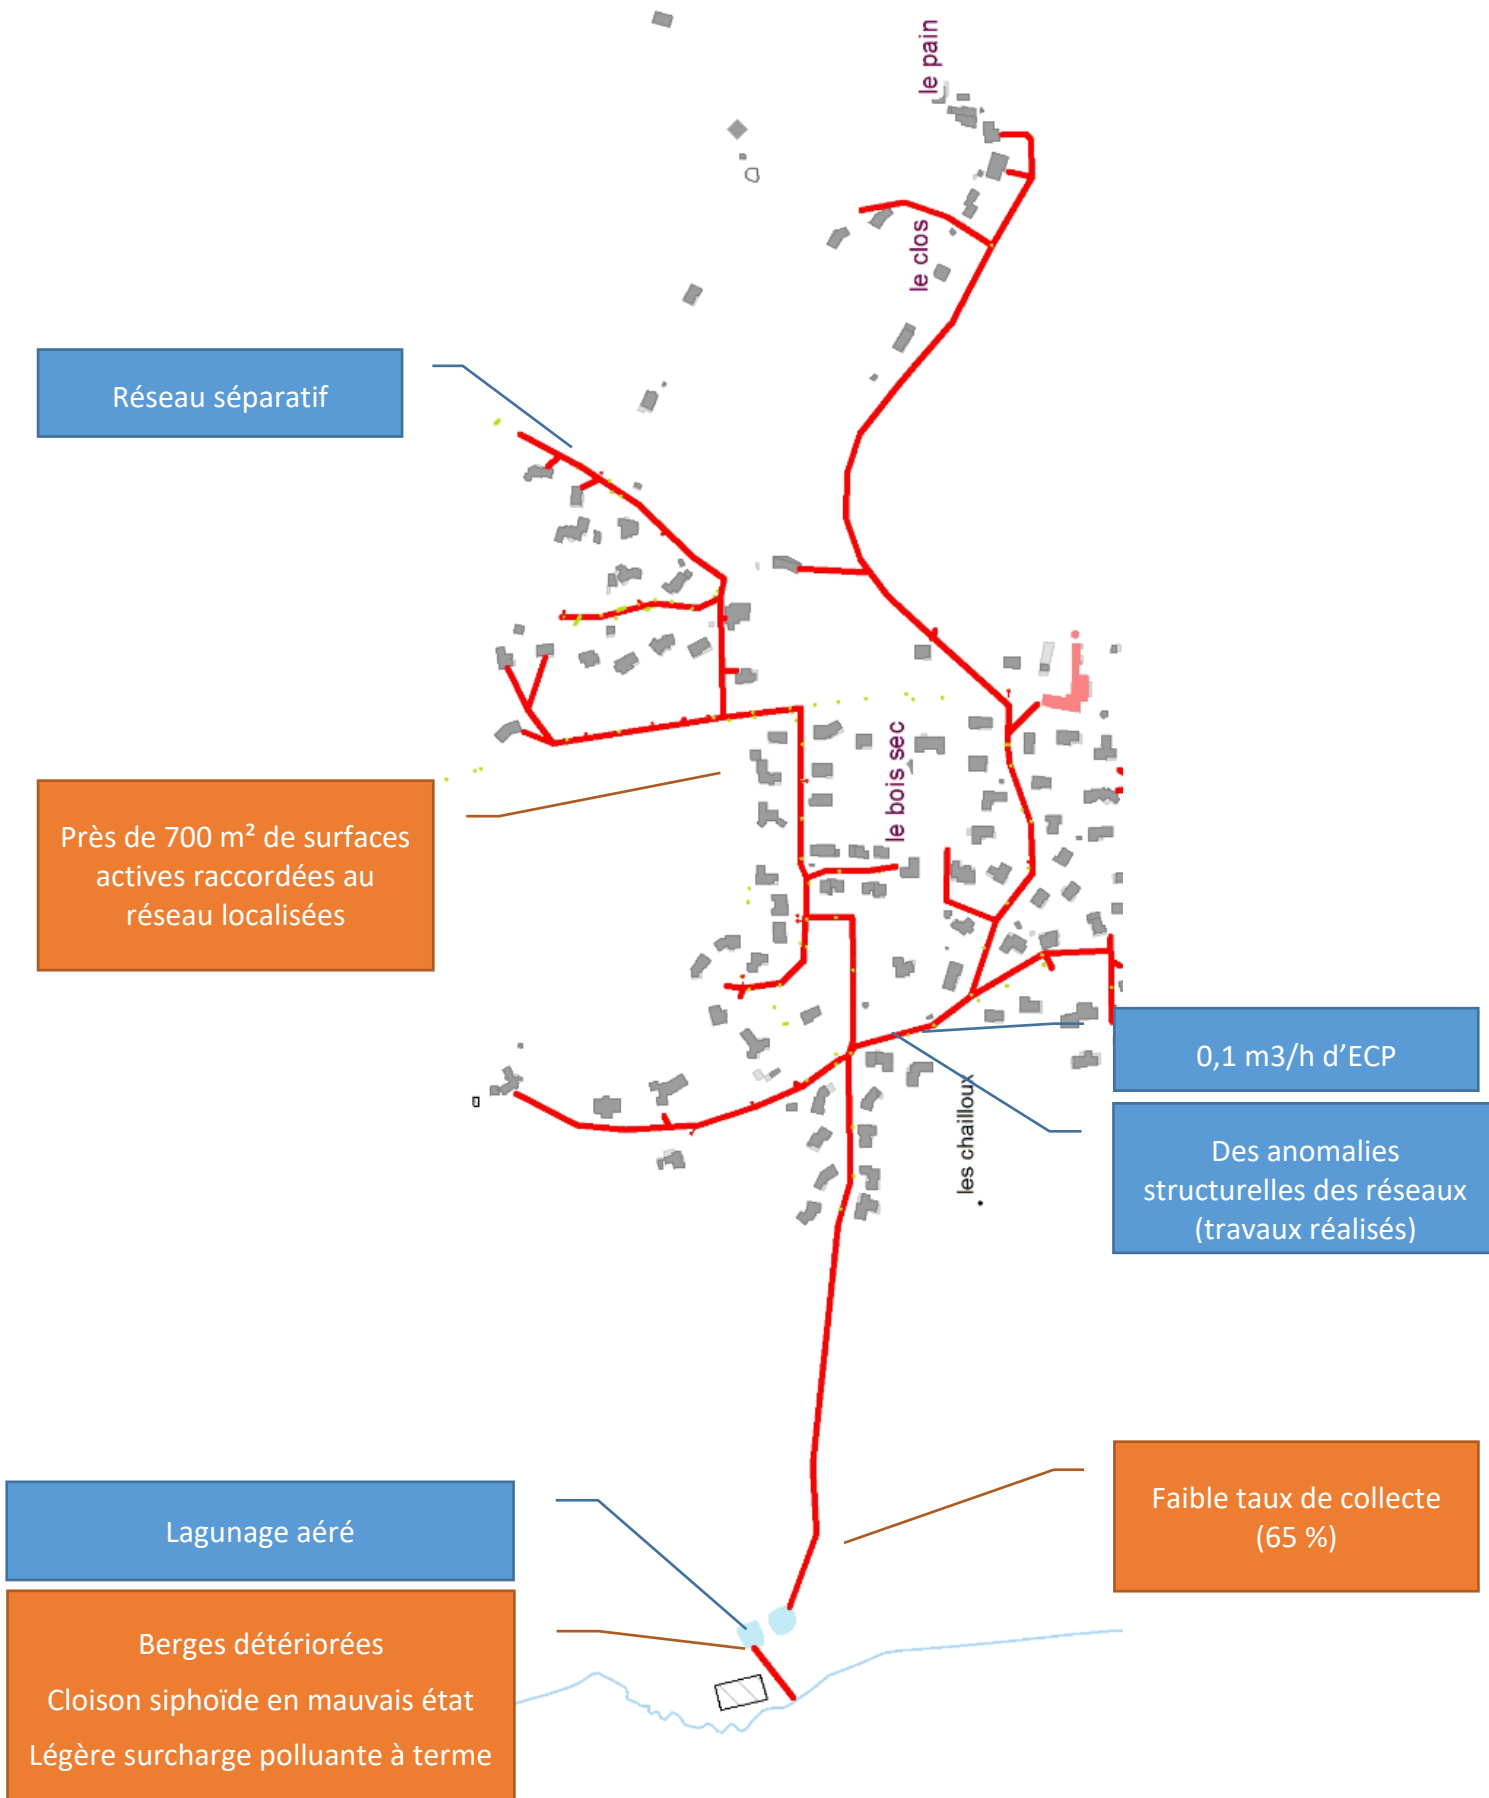 le pain
le clos
Réseau séparatif
le bois sec
Près de 700 m² de surfaces
actives raccordées au
réseau localisées
0,1 m3/h d’ECP
les chailloux
Des anomalies
structurelles des réseaux
(travaux réalisés)
Faible taux de collecte
(65 %)
Lagunage aéré
Berges détériorées
Cloison siphoïde en mauvais état
Légère surcharge polluante à terme